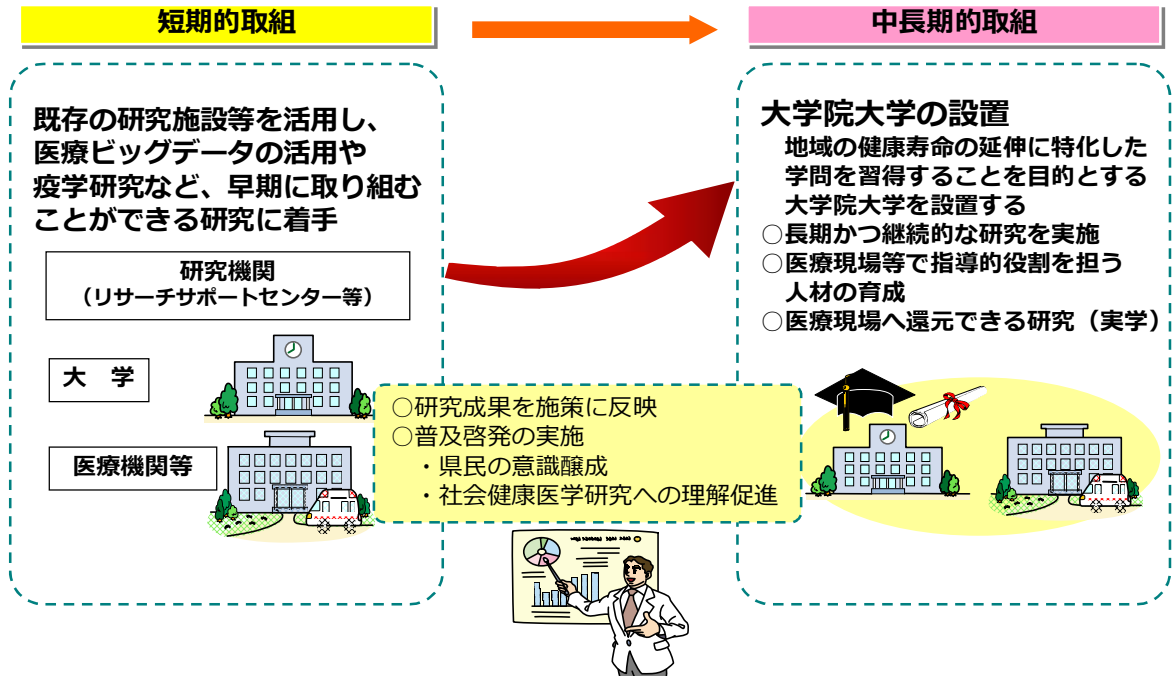 短期的取組
中長期的取組
既存の研究施設等を活用し、
医療ビッグデータの活用や
疫学研究など、早期に取り組む
ことができる研究に着手
研究機関
（リサーチサポートセンター等）
大　学
医療機関等
○研究成果を施策に反映
○普及啓発の実施
・県民の意識醸成
・社会健康医学研究への理解促進
大学院大学の設置
地域の健康寿命の延伸に特化した
学問を習得することを目的とする
大学院大学を設置する
○長期かつ継続的な研究を実施
○医療現場等で指導的役割を担う
人材の育成
○医療現場へ還元できる研究（実学）